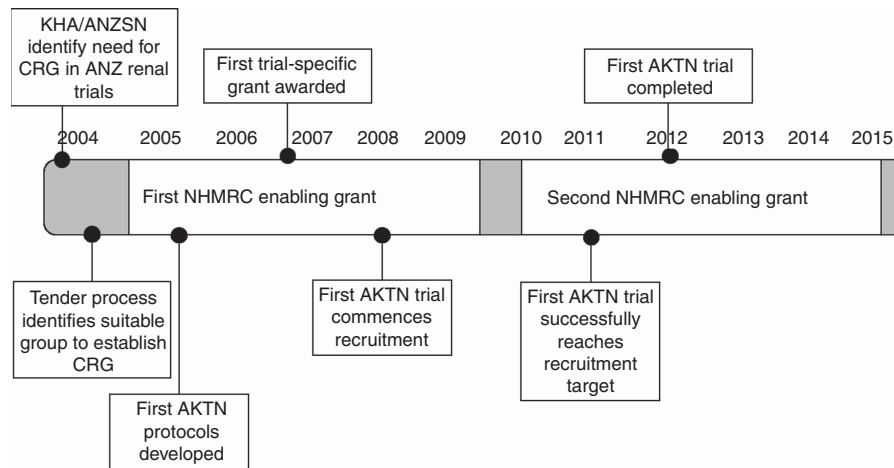 KHA/ANZSN
identify need for
CRG in ANZ renal
trials
First trial-specific
grant awarded
First AKTN trial
completed
2004 2005 2006 2007 2008 2009 2010 2011 2012 2013 2014 2015
First NHMRC enabling grant
Second NHMRC enabling grant
Tender process
identifies suitable
group to establish
CRG
First AKTN
protocols
developed
First AKTN trial
commences
recruitment
First AKTN trial
successfully
reaches
recruitment
target